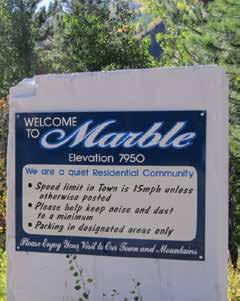 WELCOME
TO Marble
Elevation 7950
We are a quiet Residential Community
• Speed limit in Town is 15mph unless
otherwise posted
• Please help keep noise and dust
to a minimum
• Parking in designated areas only
Please Enjoy Your Visit to Our Town and Mountains